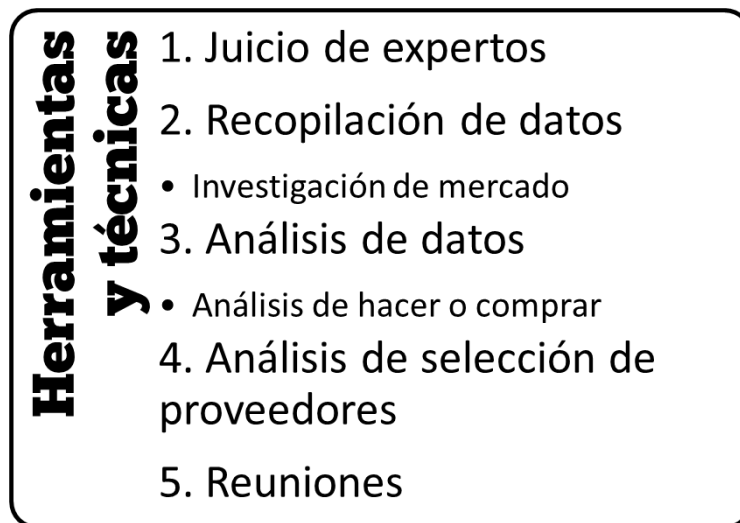 Herramientas
y técnicas
1. Juicio de expertos
2. Recopilación de datos
• Investigación de mercado
3. Análisis de datos
• Análisis de hacer o comprar
4. Análisis de selección de
proveedores
5. Reuniones